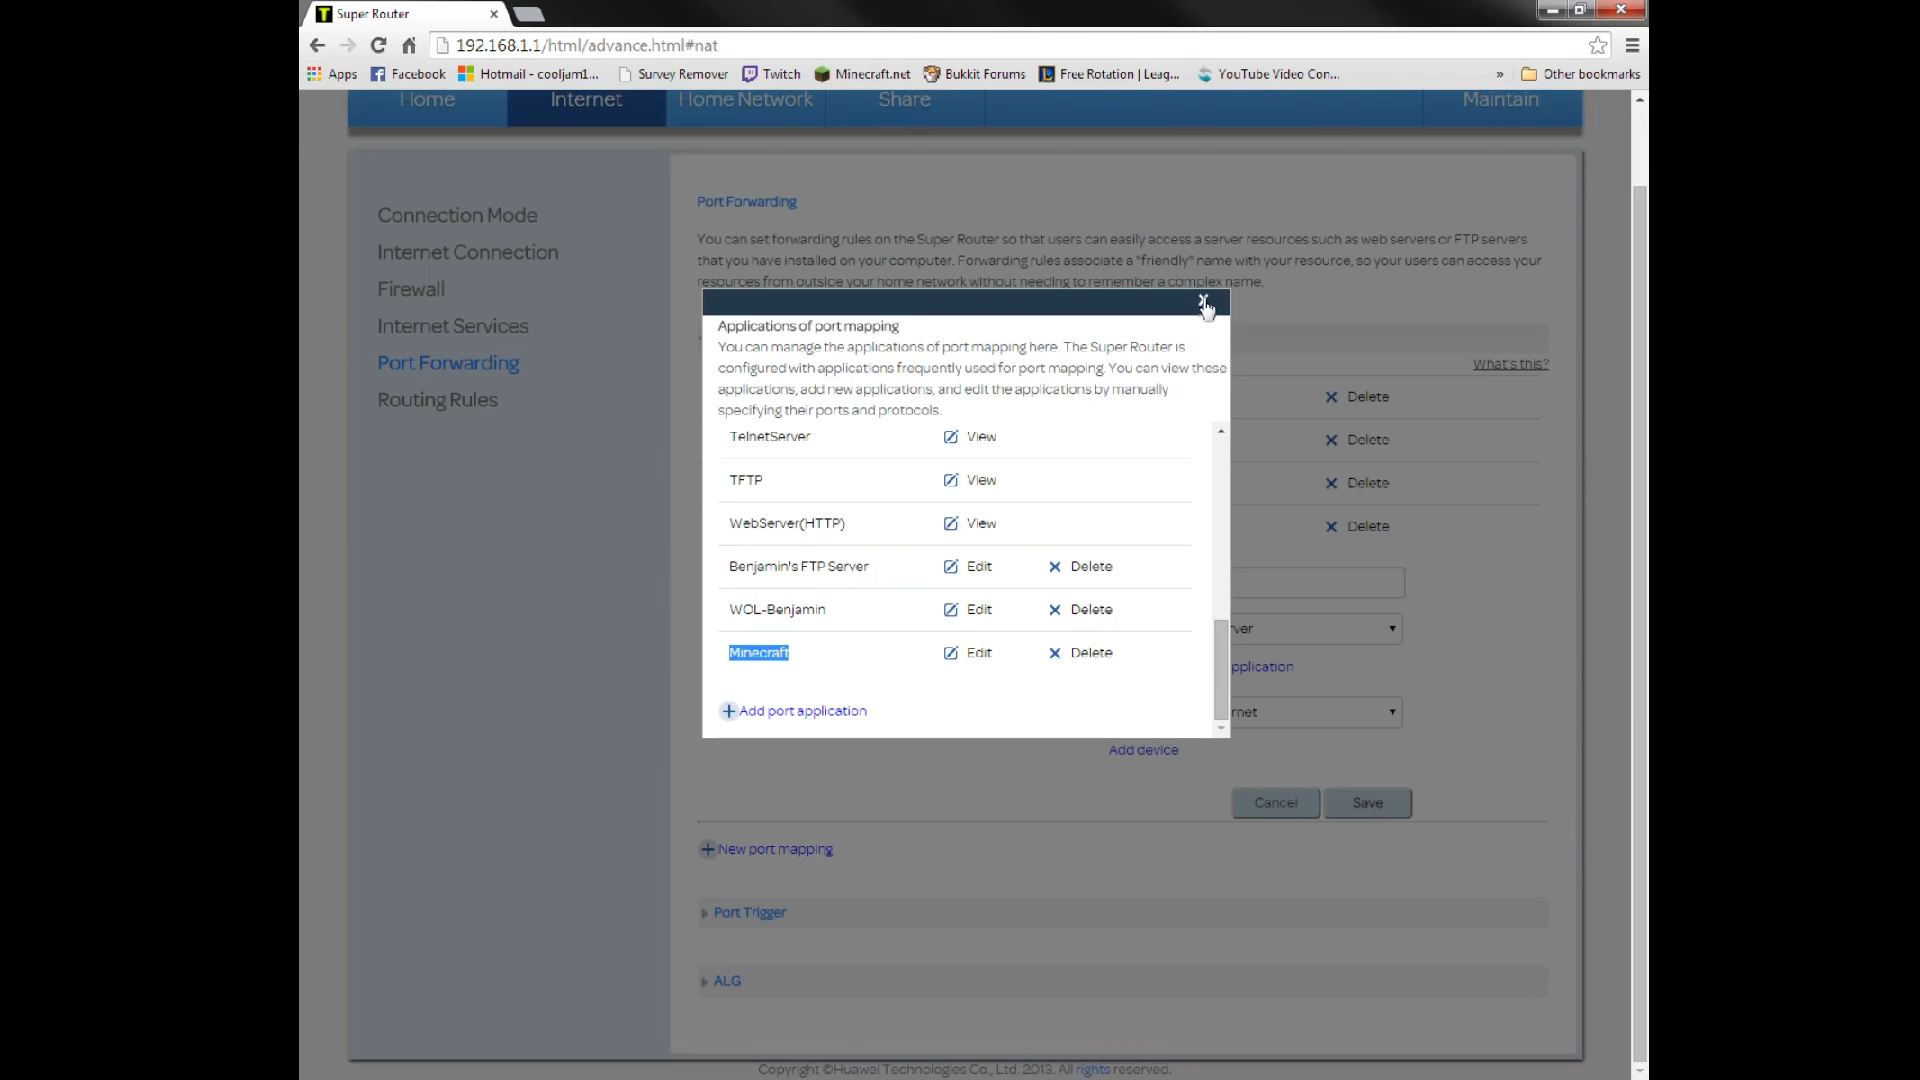 Super Router
192.168.1.1/html/advance.html#nat
Apps
Facebook
Hotmail - cooljam1...
Survey Remover
Twitch
Minecraft.net
Bukkit Forums
Free Rotation | Leag...
YouTube Video Con...
»
Other bookmarks
Home
Internet
Home Network
Share
Maintain
Connection Mode
Internet Connection
Firewall
Internet Services
Port Forwarding
Routing Rules
Port Forwarding
You can set forwarding rules on the Super Router so that users can easily access a server resources such as web servers or FTP servers
that you have installed on your computer. Forwarding rules associate a "friendly" name with your resource, so your users can access your
resources from outside your home network without needing to remember a complex name.
What's this?
Delete
Delete
Delete
Delete
Applications of port mapping
You can manage the applications of port mapping here. The Super Router is
configured with applications frequently used for port mapping. You can view these
applications, add new applications, and edit the applications by manually
specifying their ports and protocols.
TelnetServer View
TFTP View
WebServer(HTTP) View
Benjamin's FTP Server Edit Delete
WOL-Benjamin Edit Delete
Minecraft Edit Delete
Add port application
rver
pplication
rnet
Add device
Cancel
Save
New port mapping
Port Trigger
ALG
Copyright ©Huawei Technologies Co., Ltd. 2013. All rights reserved.